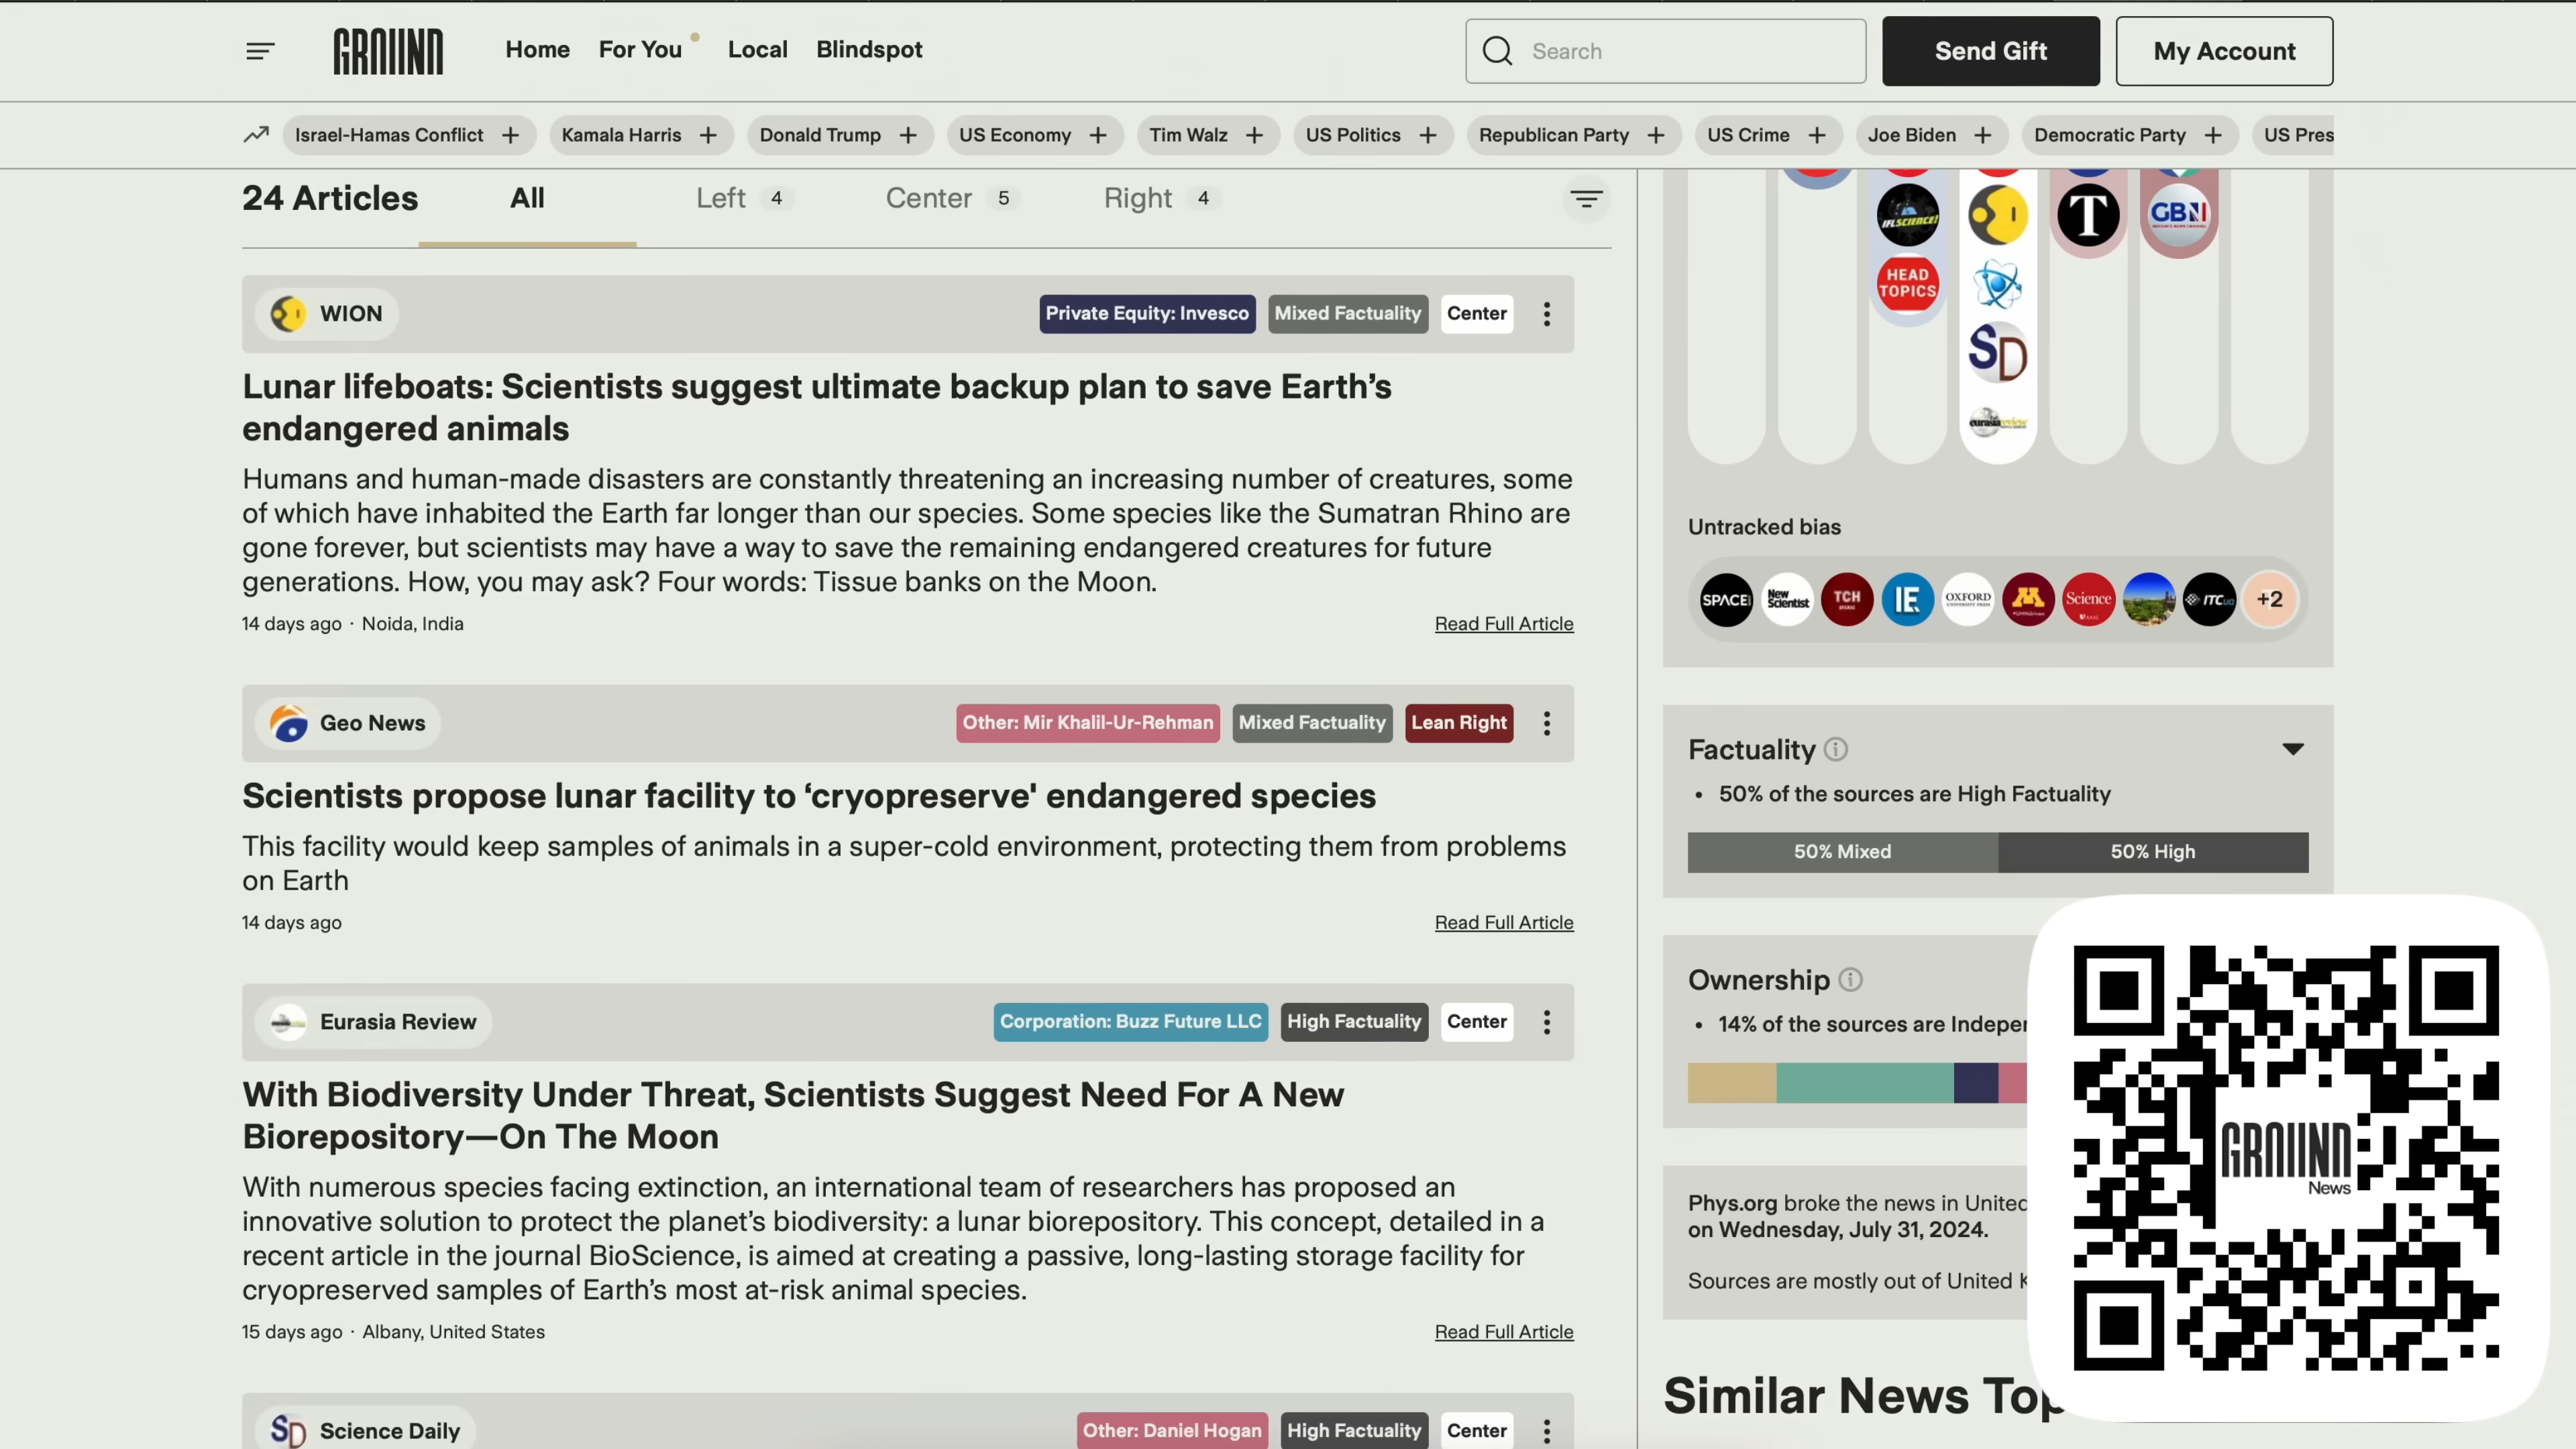 GROUND
Home
For You
Local
Blindspot
Search
Send Gift
My Account
Israel-Hamas Conflict +
Kamala Harris +
Donald Trump +
US Economy +
Tim Walz +
US Politics +
Republican Party +
US Crime +
Joe Biden +
Democratic Party +
US Pres
24 Articles
All
Left 4
Center 5
Right 4
WION
Private Equity: Invesco
Mixed Factuality
Center
Lunar lifeboats: Scientists suggest ultimate backup plan to save Earth’s
endangered animals
Humans and human-made disasters are constantly threatening an increasing number of creatures, some
of which have inhabited the Earth far longer than our species. Some species like the Sumatran Rhino are
gone forever, but scientists may have a way to save the remaining endangered creatures for future
generations. How, you may ask? Four words: Tissue banks on the Moon.
14 days ago · Noida, India
Read Full Article
Geo News
Other: Mir Khalil-Ur-Rehman
Mixed Factuality
Lean Right
Scientists propose lunar facility to ‘cryopreserve' endangered species
This facility would keep samples of animals in a super-cold environment, protecting them from problems
on Earth
14 days ago
Read Full Article
Eurasia Review
Corporation: Buzz Future LLC
High Factuality
Center
With Biodiversity Under Threat, Scientists Suggest Need For A New
Biorepository—On The Moon
With numerous species facing extinction, an international team of researchers has proposed an
innovative solution to protect the planet’s biodiversity: a lunar biorepository. This concept, detailed in a
recent article in the journal BioScience, is aimed at creating a passive, long-lasting storage facility for
cryopreserved samples of Earth’s most at-risk animal species.
15 days ago · Albany, United States
Read Full Article
SD
Science Daily
Other: Daniel Hogan
High Factuality
Center
IFLSCIENCE!
T
GBN
HEAD
TOPICS
SD
eurasiareview
Untracked bias
SPACE
New
Scientist
TCH
IE
OXFORD
UNIVERSITY PRESS
M
Science
ITC.ua
+2
Factuality
• 50% of the sources are High Factuality
50% Mixed
50% High
Ownership
• 14% of the sources are Indepen
Phys.org broke the news in United
on Wednesday, July 31, 2024.
Sources are mostly out of United K
Similar News Top
GROUND
News